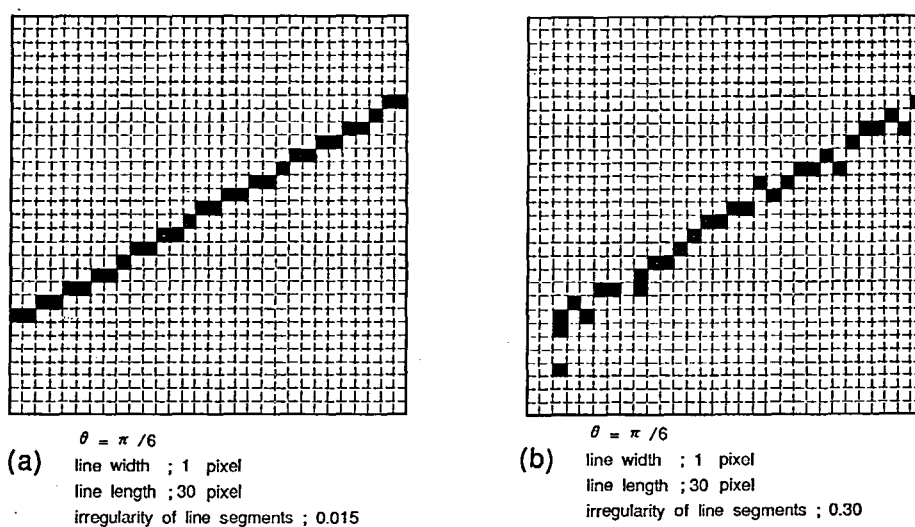 θ = π /6
(a) line width ; 1 pixel
line length ; 30 pixel
irregularity of line segments ; 0.015
θ = π /6
(b) line width ; 1 pixel
line length ; 30 pixel
irregularity of line segments ; 0.30